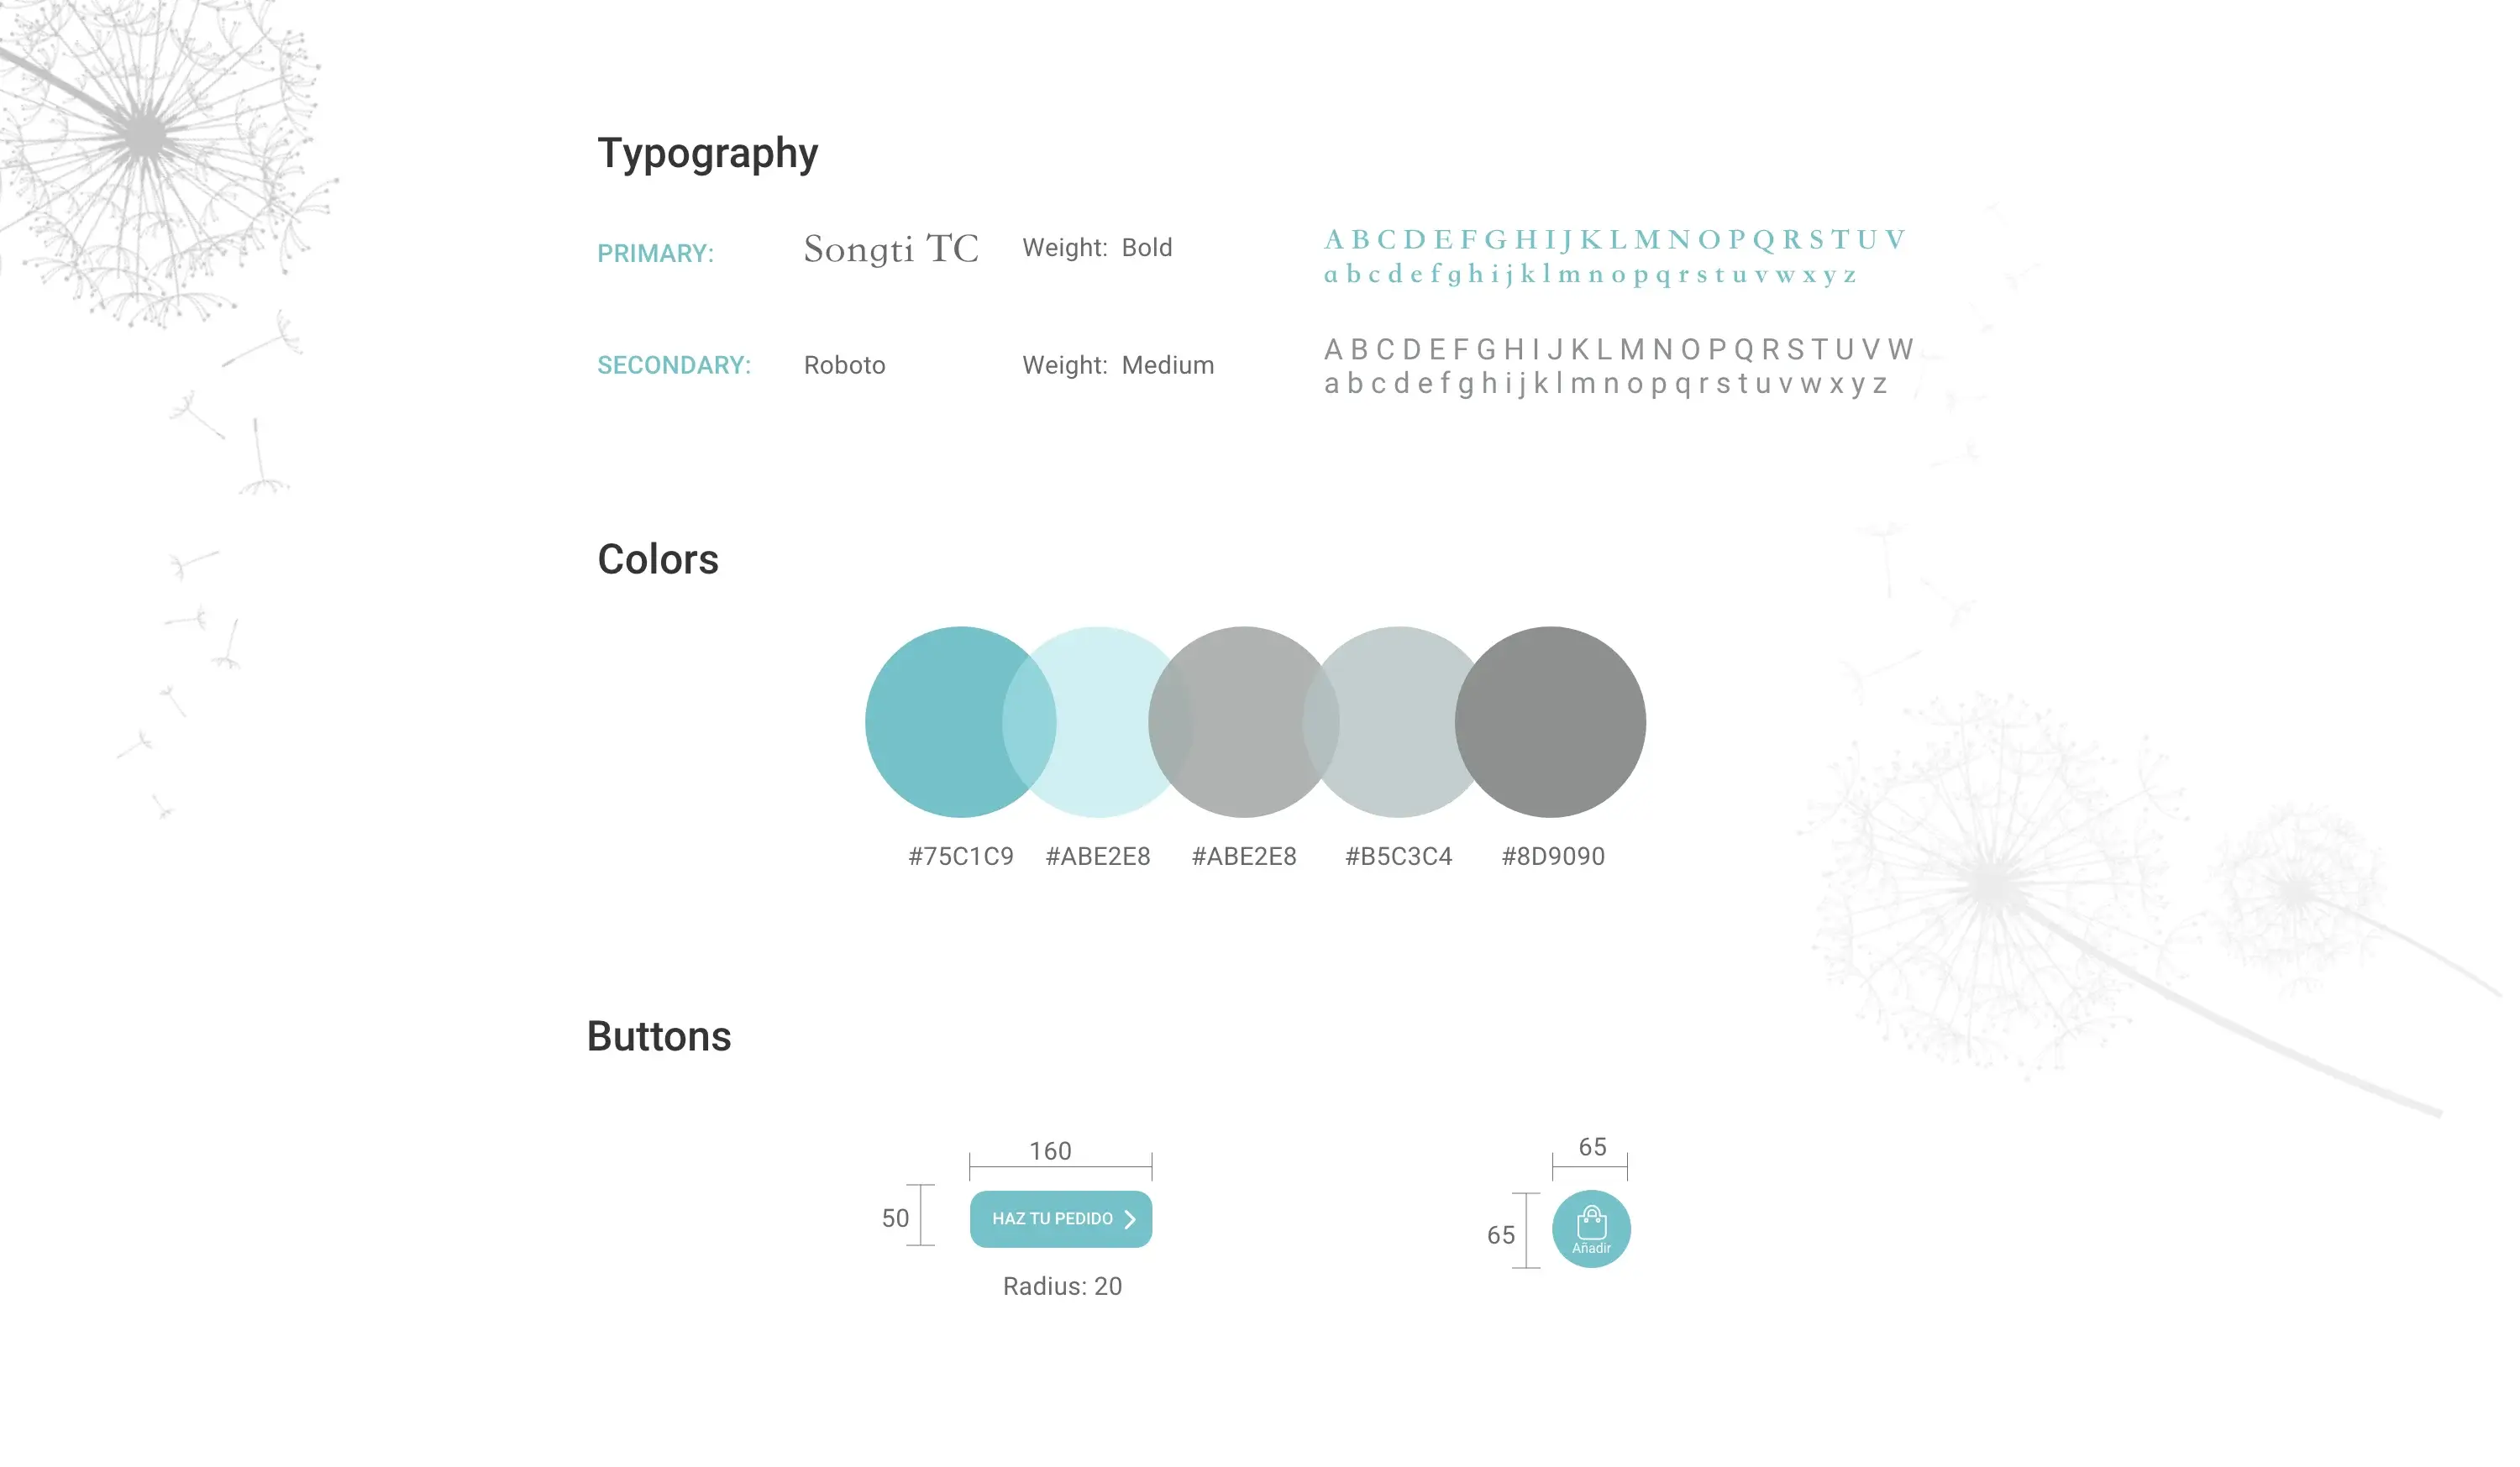 Typography
PRIMARY: Songti TC Weight: Bold
A B C D E F G H I J K L M N O P Q R S T U V
a b c d e f g h i j k l m n o p q r s t u v w x y z
SECONDARY: Roboto Weight: Medium
A B C D E F G H I J K L M N O P Q R S T U V W
a b c d e f g h i j k l m n o p q r s t u v w x y z
Colors
#75C1C9 #ABE2E8 #ABE2E8 #B5C3C4 #8D9090
Buttons
160
50
HAZ TU PEDIDO
Radius: 20
65
65
Añadir